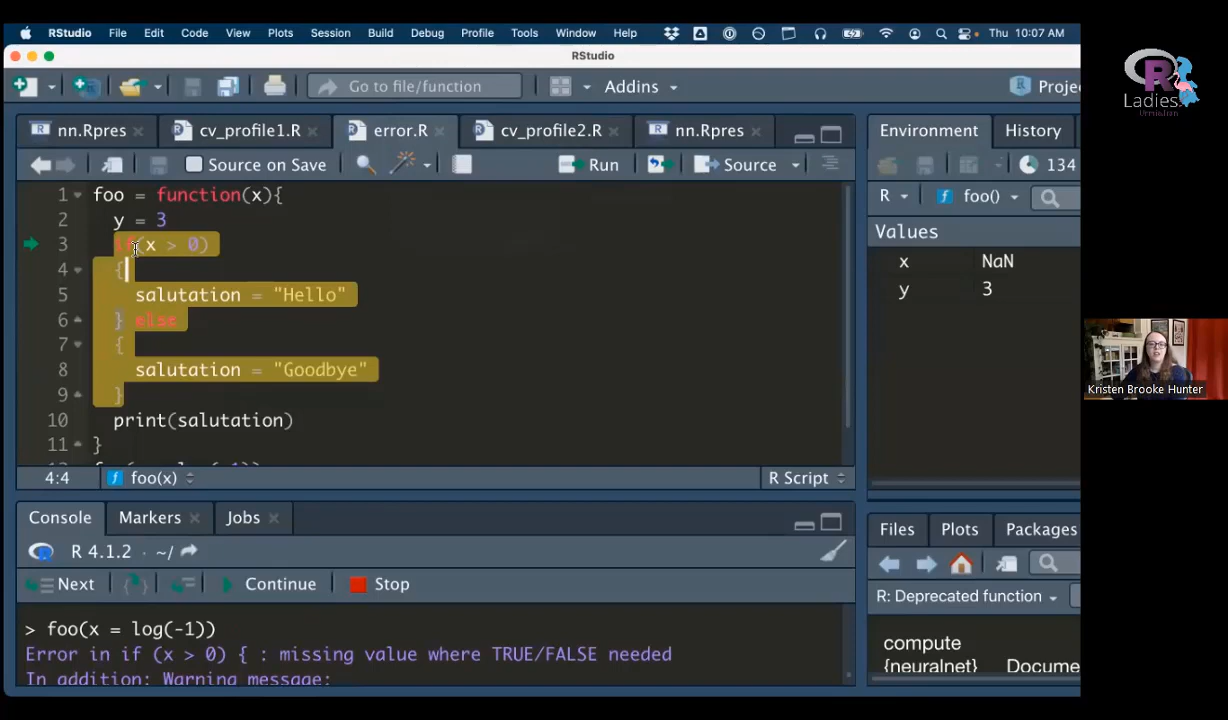 RStudio File Edit Code View Plots Session Build Debug Profile Tools Window Help Thu 10:07 AM
RStudio
Go to file/function Addins Proje
nn.Rpres cv_profile1.R error.R cv_profile2.R nn.Rpres
Source on Save Run Source
1 foo = function(x){
2 y = 3
3 if(x > 0)
4 {
5 salutation = "Hello"
6 } else
7 {
8 salutation = "Goodbye"
9 }
10 print(salutation)
11 }
4:4 foo(x) R Script
Console Markers Jobs
R 4.1.2 · ~/
Next Continue Stop
> foo(x = log(-1))
Error in if (x > 0) { : missing value where TRUE/FALSE needed
In addition: Warning message:
Environment History
134
R foo()
Values
x NaN
y 3
Files Plots Packages
R: Deprecated function
compute
{neuralnet} Docume
R
Ladies
Kristen Brooke Hunter